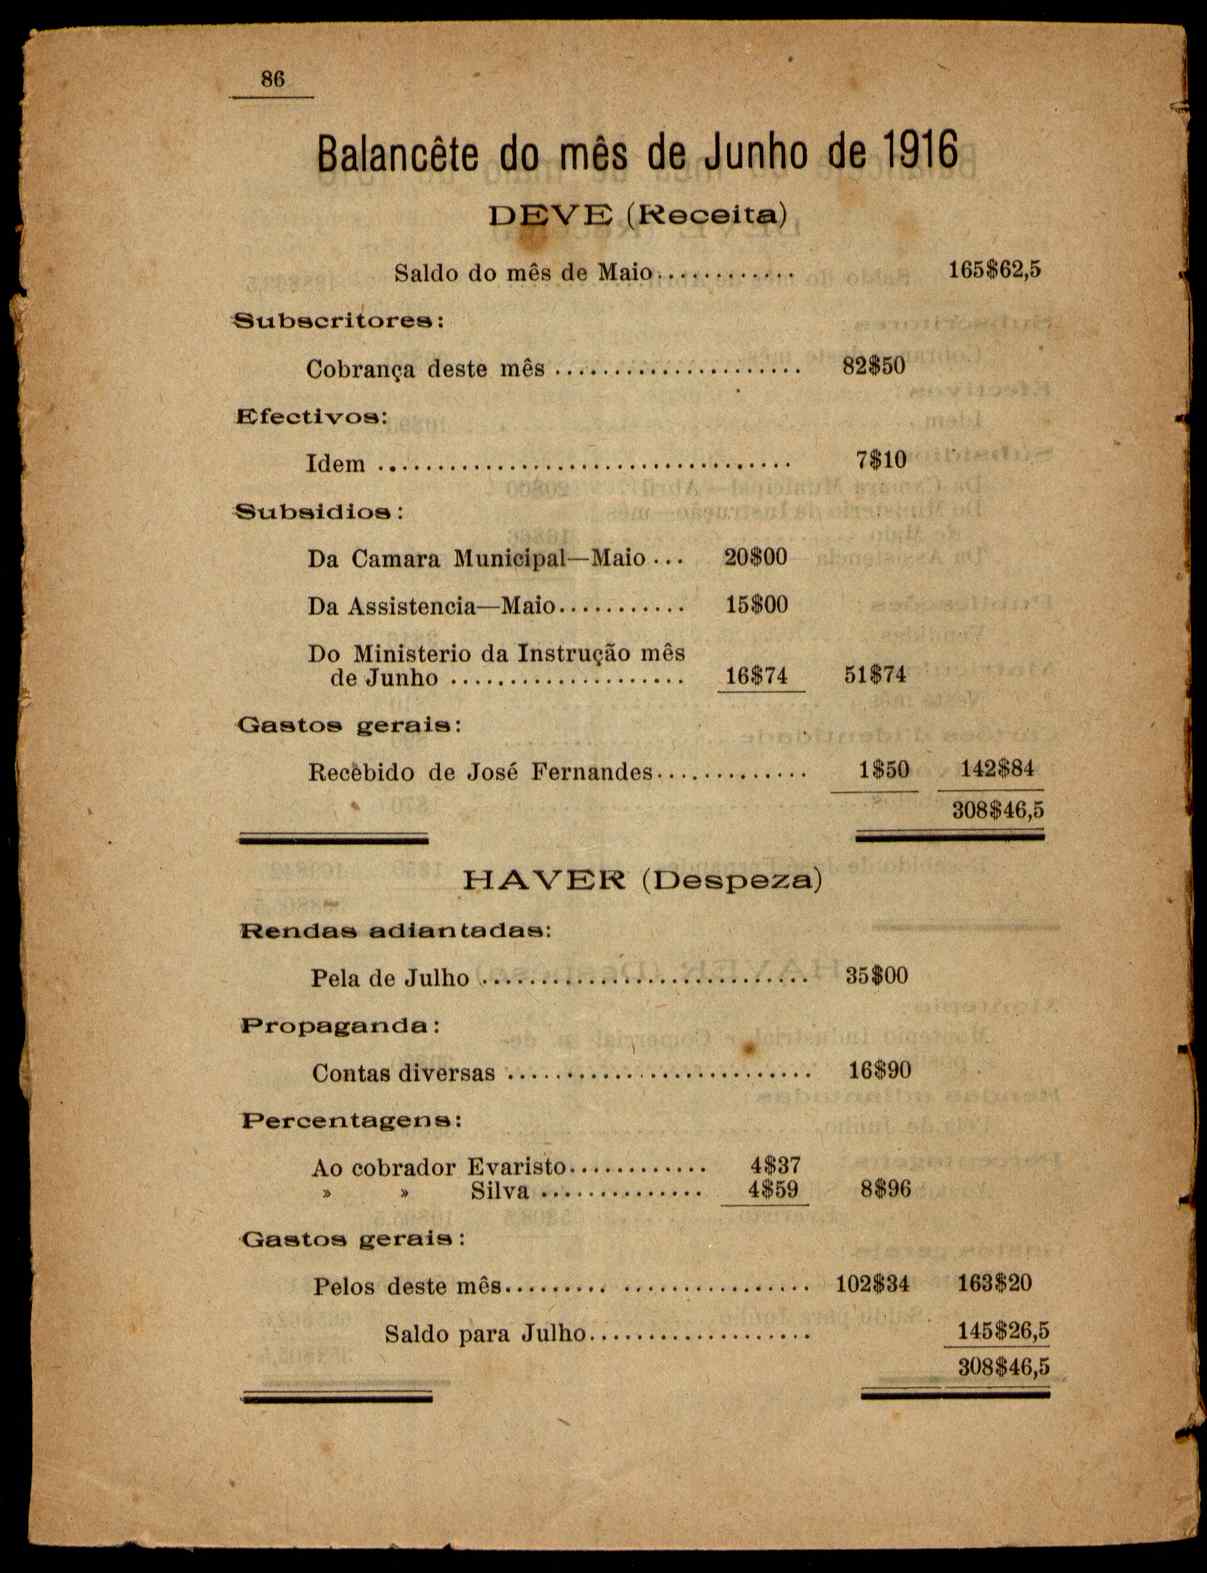 86
Balancête do mês de Junho de 1916
DEVE (Receita)
Saldo do mês de Maio............ 165$62,5
Subscritores:
Cobrança deste mês ..................... 82$50
Efectivos:
Idem ................................... 7$10
Subsidios:
Da Camara Municipal—Maio ... 20$00
Da Assistencia—Maio........... 15$00
Do Ministerio da Instrução mês
de Junho .................... 16$74 51$74
Gastos gerais:
Recebido de José Fernandes............. 1$50 142$84
308$46,5
HAVER (Despeza)
Rendas adiantadas:
Pela de Julho ............................ 35$00
Propaganda:
Contas diversas .......................... 16$90
Percentagens:
Ao cobrador Evaristo............ 4$37
» » Silva .............. 4$59 8$96
Gastos gerais:
Pelos deste mês......... ................ 102$34 163$20
Saldo para Julho................... 145$26,5
308$46,5